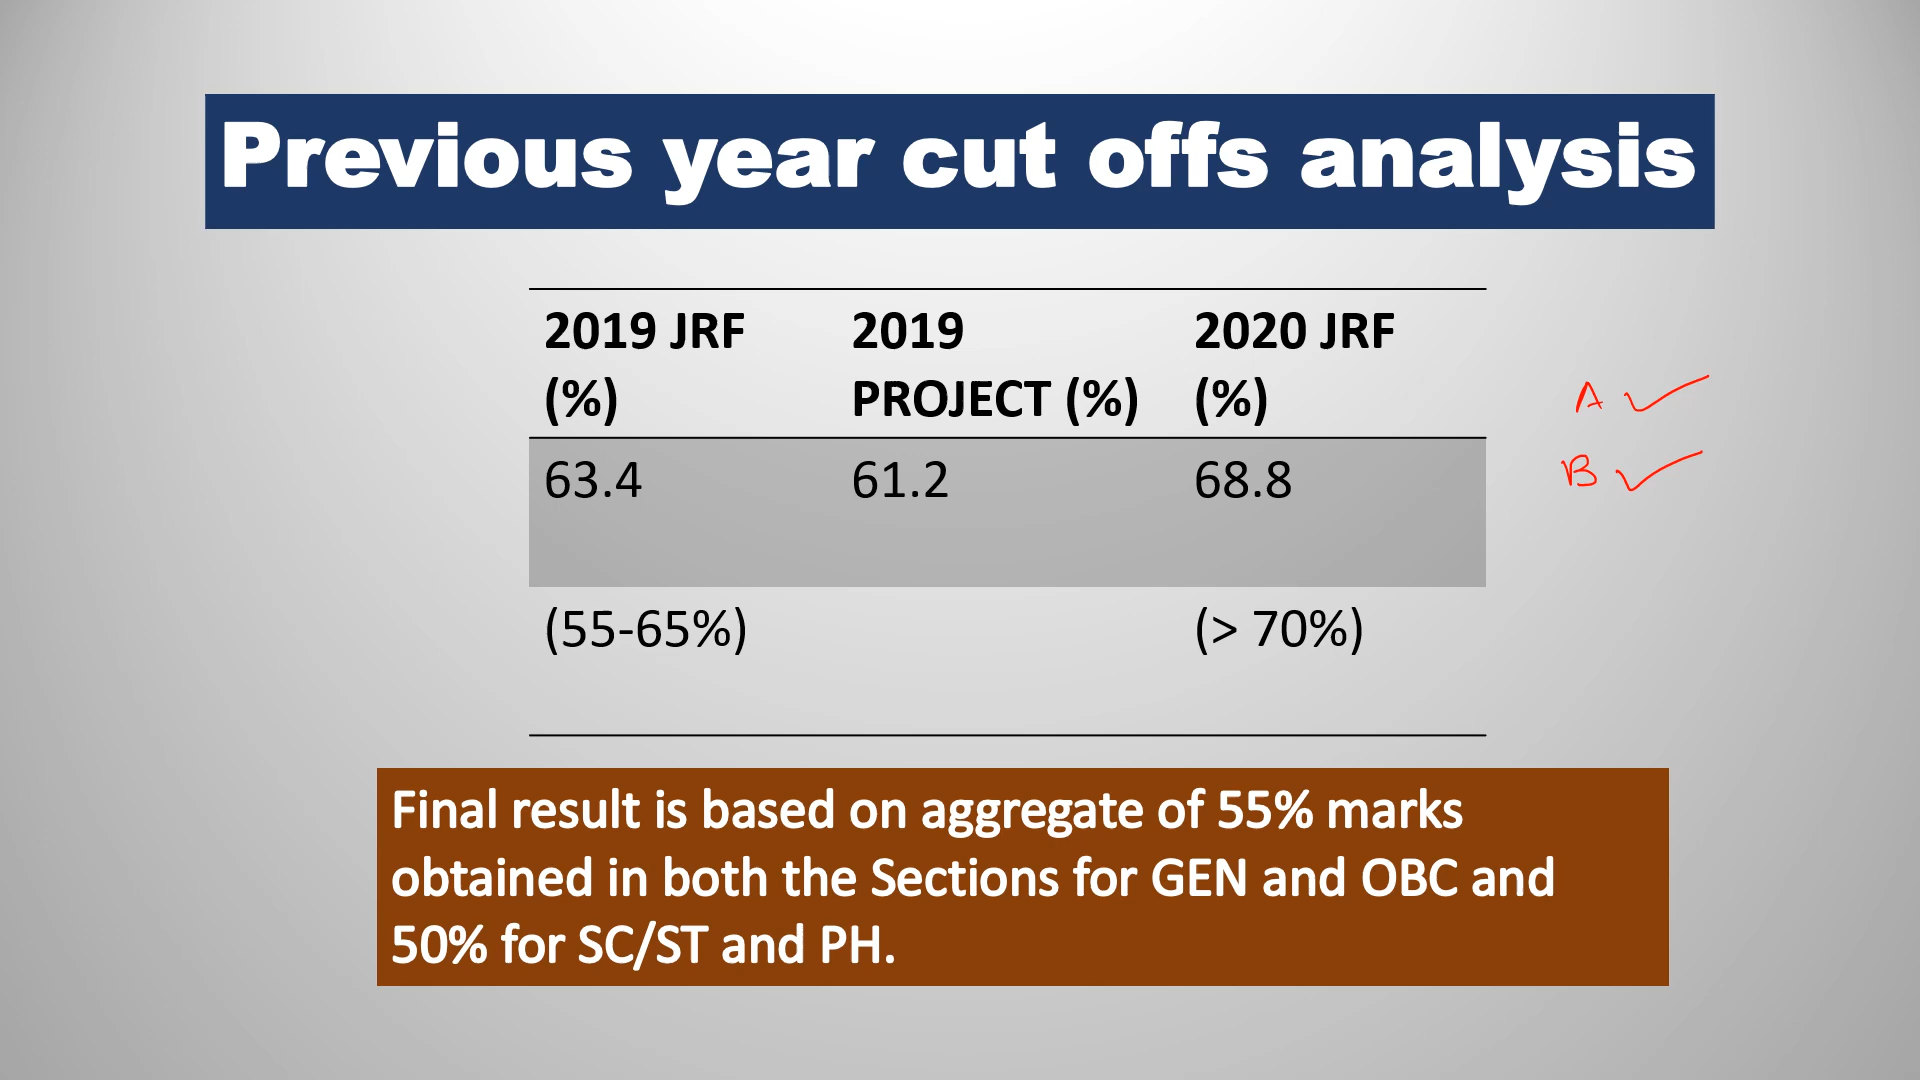 Previous year cut offs analysis
2019 JRF (%)
2019 PROJECT (%)
2020 JRF (%)
A
63.4
61.2
68.8
B
(55-65%)
(> 70%)
Final result is based on aggregate of 55% marks
obtained in both the Sections for GEN and OBC and
50% for SC/ST and PH.